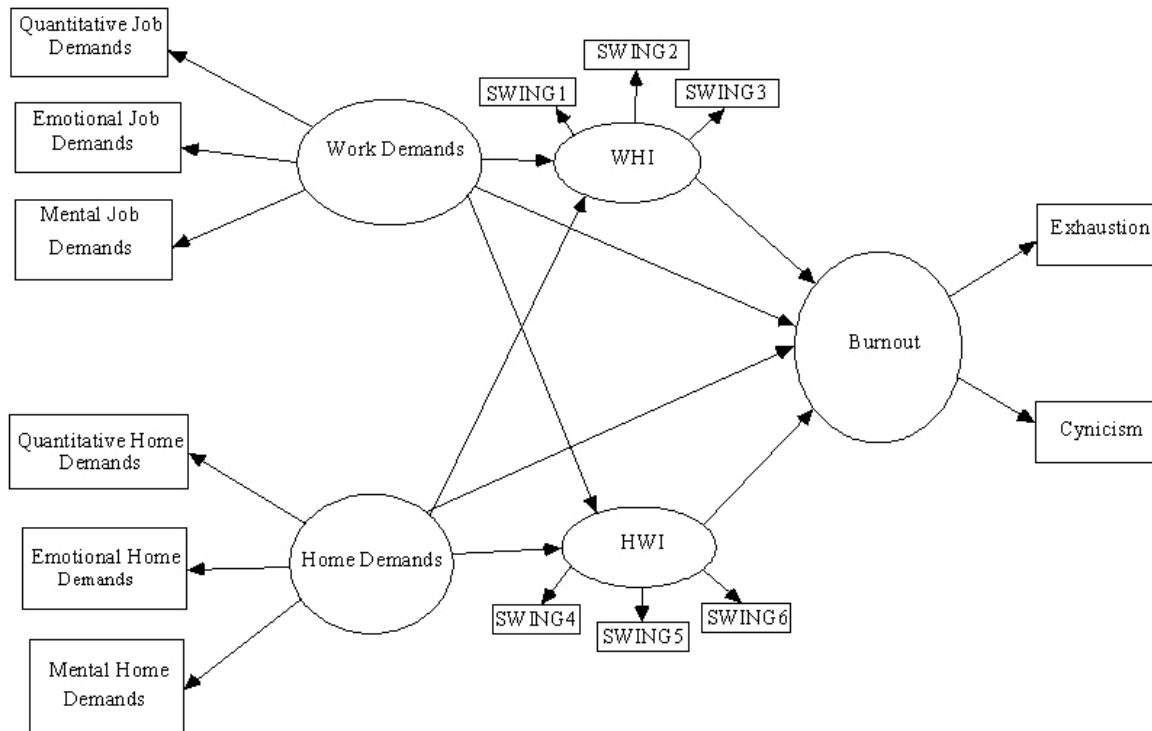 Quantitative Job
Demands
Emotional Job
Demands
Mental Job
Demands
Work Demands
SWING1
SWING2
SWING3
WHI
Exhaustion
Burnout
Cynicism
Quantitative Home
Demands
Emotional Home
Demands
Mental Home
Demands
Home Demands
HWI
SWING4
SWING5
SWING6